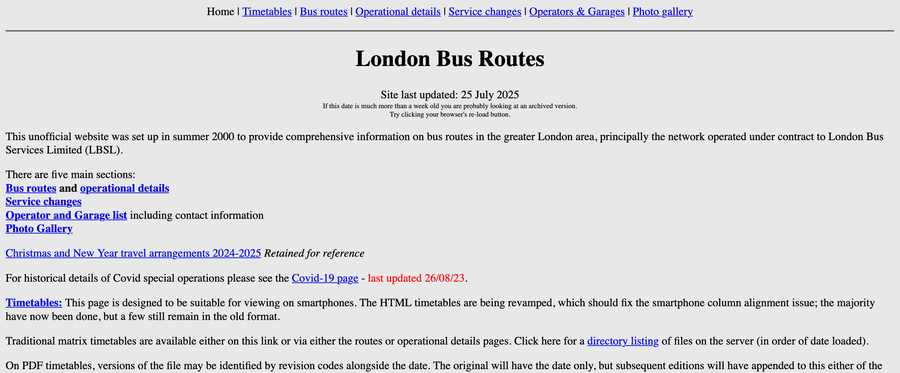 Home | Timetables | Bus routes | Operational details | Service changes | Operators & Garages | Photo gallery
London Bus Routes
Site last updated: 25 July 2025
If this date is much more than a week old you are probably looking at an archived version.
Try clicking your browser's re-load button.
This unofficial website was set up in summer 2000 to provide comprehensive information on bus routes in the greater London area, principally the network operated under contract to London Bus
Services Limited (LBSL).
There are five main sections:
Bus routes and operational details
Service changes
Operator and Garage list including contact information
Photo Gallery
Christmas and New Year travel arrangements 2024-2025 Retained for reference
For historical details of Covid special operations please see the Covid-19 page - last updated 26/08/23.
Timetables: This page is designed to be suitable for viewing on smartphones. The HTML timetables are being revamped, which should fix the smartphone column alignment issue; the majority
have now been done, but a few still remain in the old format.
Traditional matrix timetables are available either on this link or via either the routes or operational details pages. Click here for a directory listing of files on the server (in order of date loaded).
On PDF timetables, versions of the file may be identified by revision codes alongside the date. The original will have the date only, but subsequent editions will have appended to this either of the